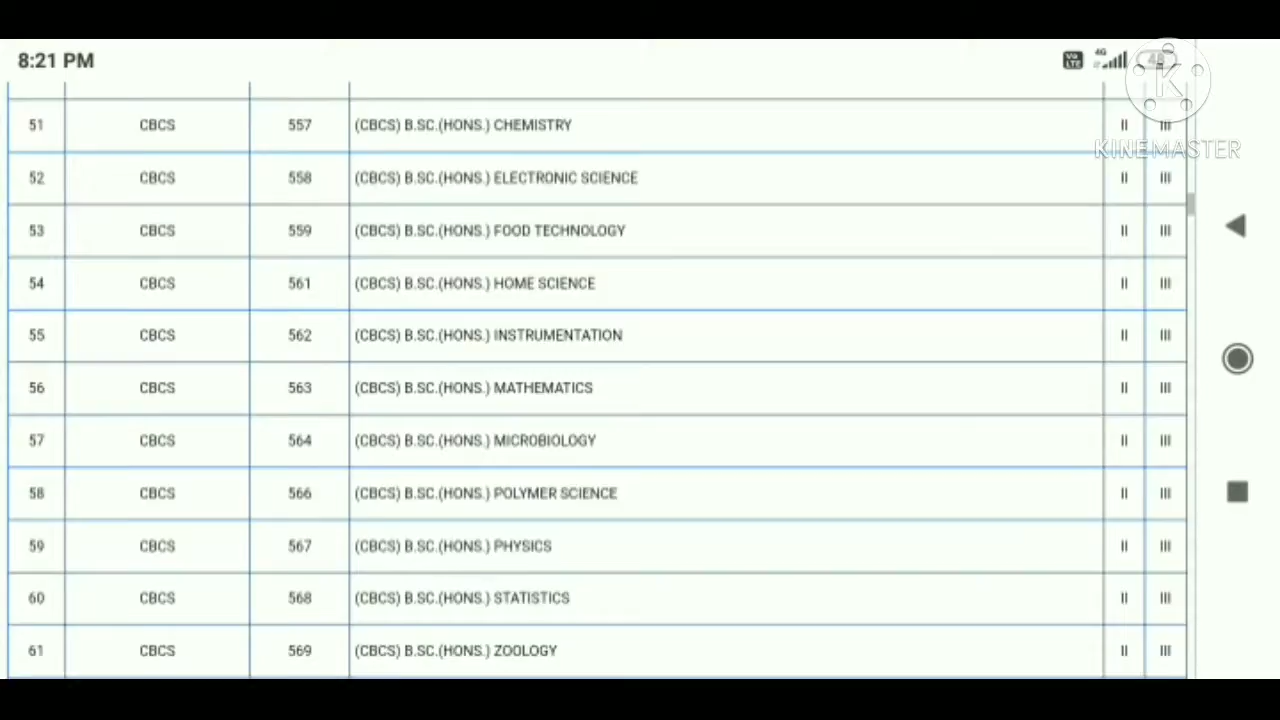 8:21 PM
Vo LTE 4G 48
KINEMASTER
51 CBCS 557 (CBCS) B.SC.(HONS.) CHEMISTRY II III
52 CBCS 558 (CBCS) B.SC.(HONS.) ELECTRONIC SCIENCE II III
53 CBCS 559 (CBCS) B.SC.(HONS.) FOOD TECHNOLOGY II III
54 CBCS 561 (CBCS) B.SC.(HONS.) HOME SCIENCE II III
55 CBCS 562 (CBCS) B.SC.(HONS.) INSTRUMENTATION II III
56 CBCS 563 (CBCS) B.SC.(HONS.) MATHEMATICS II III
57 CBCS 564 (CBCS) B.SC.(HONS.) MICROBIOLOGY II III
58 CBCS 566 (CBCS) B.SC.(HONS.) POLYMER SCIENCE II III
59 CBCS 567 (CBCS) B.SC.(HONS.) PHYSICS II III
60 CBCS 568 (CBCS) B.SC.(HONS.) STATISTICS II III
61 CBCS 569 (CBCS) B.SC.(HONS.) ZOOLOGY II III